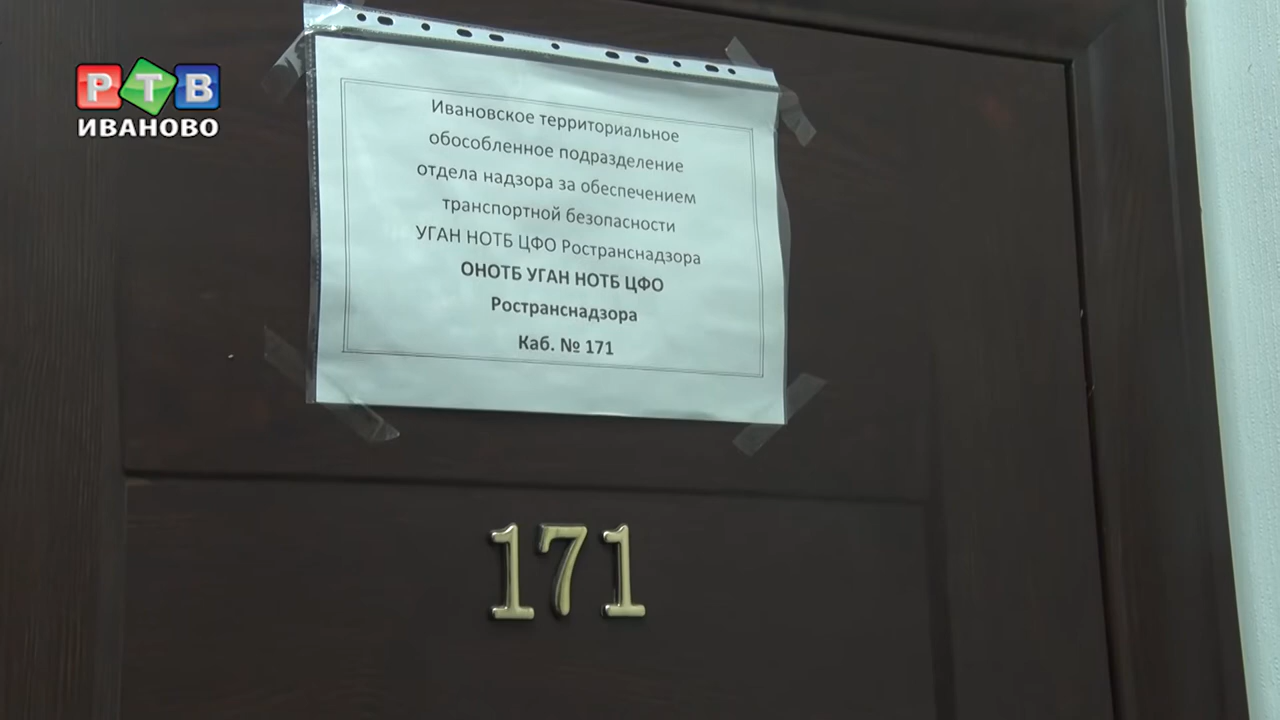 РТВ
ИВАНОВО
Ивановское территориальное
обособленное подразделение
отдела надзора за обеспечением
транспортной безопасности
УГАН НОТБ ЦФО Ространснадзора
ОНОТБ УГАН НОТБ ЦФО
Ространснадзора
Каб. № 171
171